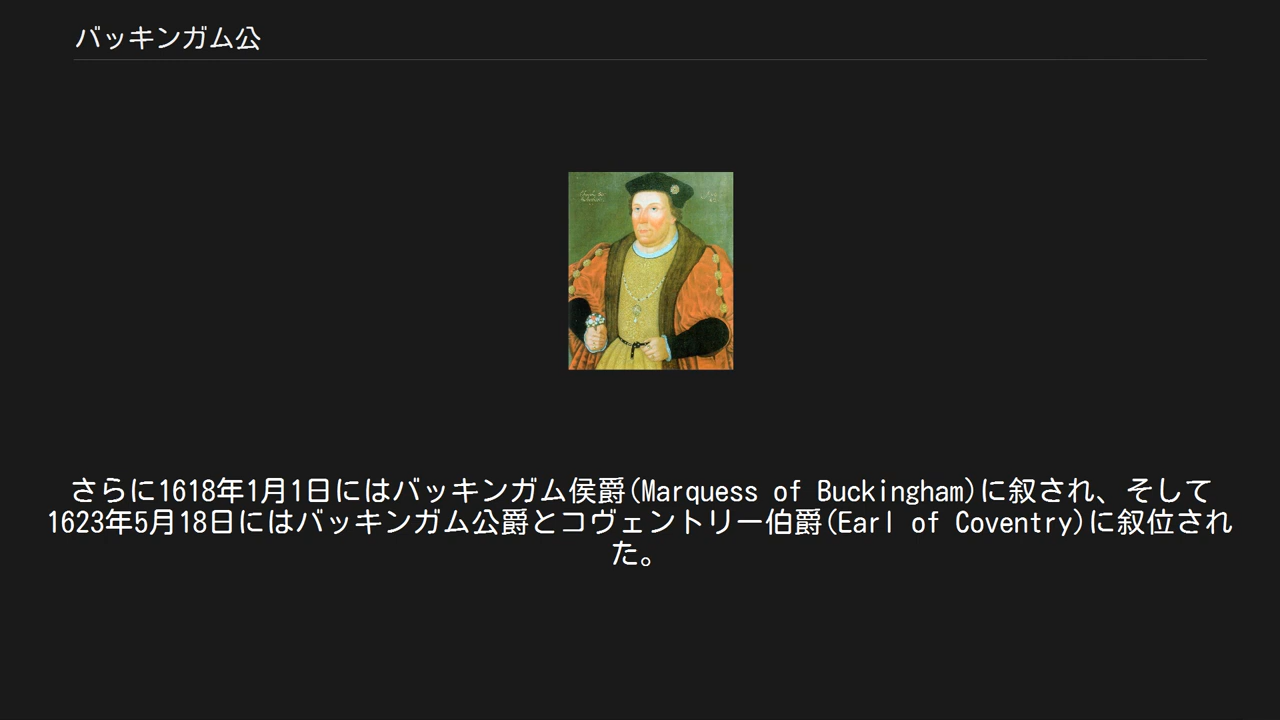 バッキンガム公
さらに1618年1月1日にはバッキンガム侯爵(Marquess of Buckingham)に叙され、そして
1623年5月18日にはバッキンガム公爵とコヴェントリー伯爵(Earl of Coventry)に叙位され
た。